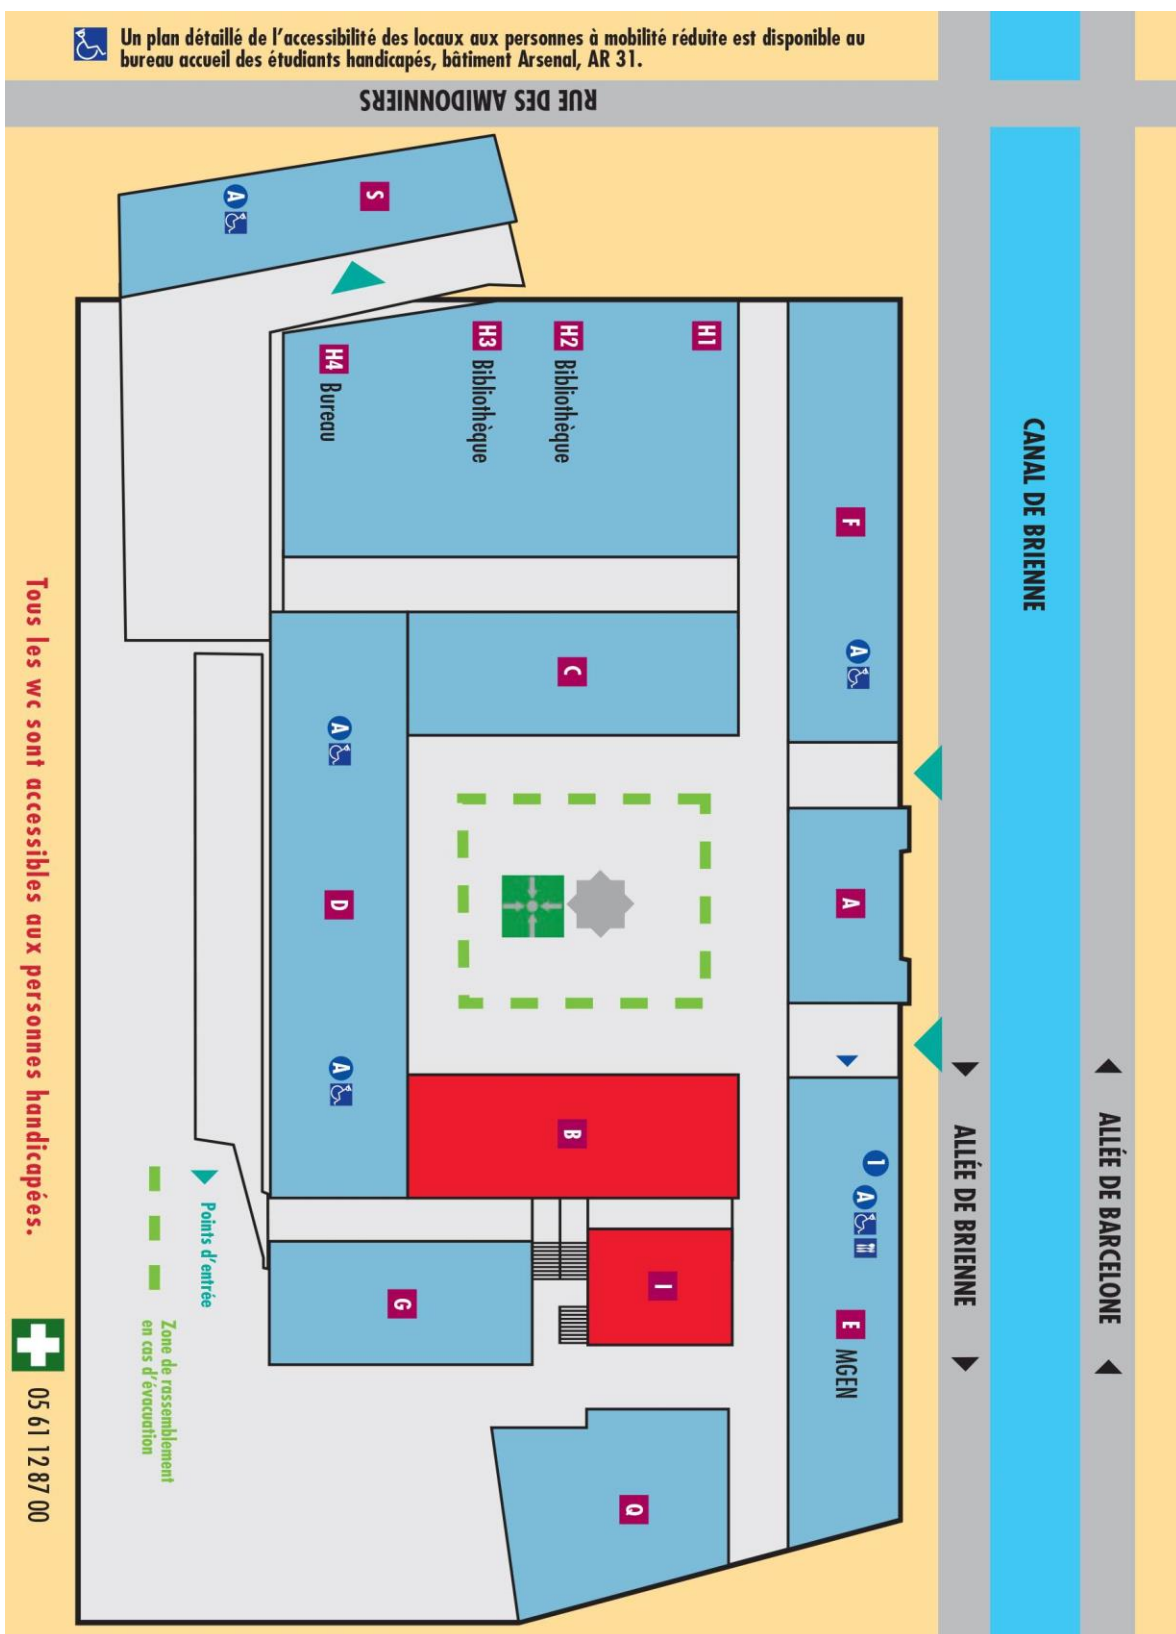 Un plan détaillé de l'accessibilité des locaux aux personnes à mobilité réduite est disponible au
bureau accueil des étudiants handicapés, bâtiment Arsenal, AR 31.
RUE DES AMIDONNIERS
CANAL DE BRIENNE
ALLÉE DE BARCELONE
ALLÉE DE BRIENNE
S
A
H1
H2 Bibliothèque
H3 Bibliothèque
H4 Bureau
F
A
C
A
D
A
A
B
1
A
E MGEN
I
G
Q
Points d'entrée
Zone de rassemblement
en cas d'évacuation
Tous les wc sont accessibles aux personnes handicapées.
05 61 12 87 00